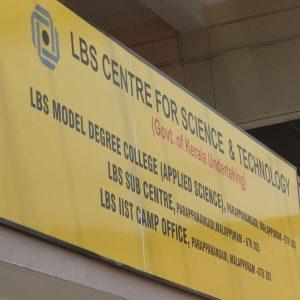 LBS CENTRE FOR SCIENCE & TECHNOLOGY
(Govt. of Kerala Undertaking)
LBS MODEL DEGREE COLLEGE (APPLIED SCIENCE), PARAPPANANGADI, MALAPPURAM - 676 303
LBS SUB CENTRE, PARAPPANANGADI, MALAPPURAM - 676 303
LBS IIST CAMP OFFICE, PARAPPANANGADI, MALAPPURAM - 676 303